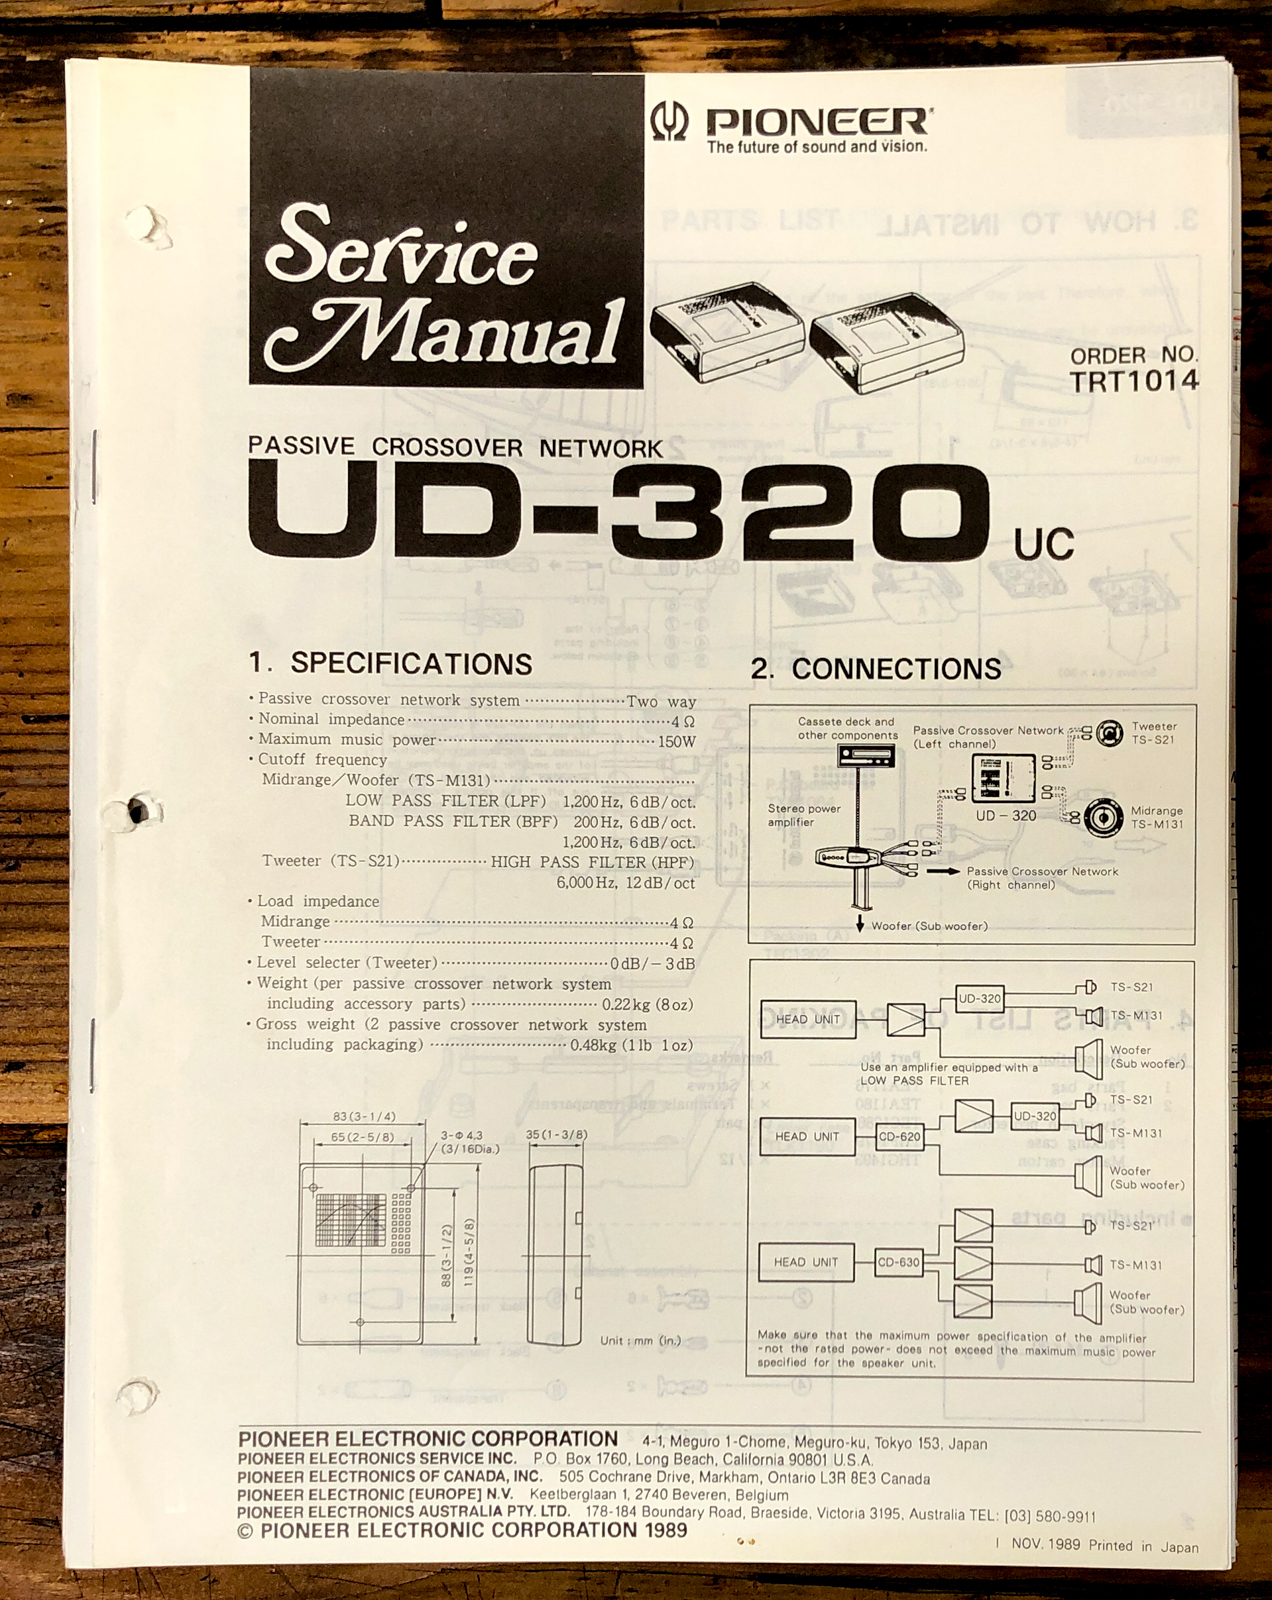 PIONEER
The future of sound and vision.
Service
Manual
ORDER NO.
TRT1014
PASSIVE CROSSOVER NETWORK
UD-320 UC
1. SPECIFICATIONS
• Passive crossover network system ·················· Two way
• Nominal impedance ·················· 4 Ω
• Maximum music power ·················· 150W
• Cutoff frequency
Midrange/Woofer (TS-M131) ··················
LOW PASS FILTER (LPF) 1,200 Hz, 6 dB/oct.
BAND PASS FILTER (BPF) 200 Hz, 6 dB/oct.
1,200 Hz, 6 dB/oct.
Tweeter (TS-S21) ··············· HIGH PASS FILTER (HPF)
6,000 Hz, 12 dB/oct
• Load impedance
Midrange ·················· 4 Ω
Tweeter ·················· 4 Ω
• Level selecter (Tweeter) ·················· 0 dB/-3 dB
• Weight (per passive crossover network system
including accessory parts) ·················· 0.22 kg (8 oz)
• Gross weight (2 passive crossover network system
including packaging) ·················· 0.48kg (1 lb 1 oz)
83 (3-1/4)
65 (2-5/8)
3-Φ 4.3
(3/16Dia.)
35 (1-3/8)
88 (3-1/2)
119 (4-5/8)
Unit : mm (in.)
2. CONNECTIONS
Cassete deck and
other components
Passive Crossover Network
(Left channel)
Tweeter
TS-S21
Stereo power
amplifier
UD-320
Midrange
TS-M131
Passive Crossover Network
(Right channel)
Woofer (Sub woofer)
HEAD UNIT
UD-320
TS-S21
TS-M131
Woofer
(Sub woofer)
Use an amplifier equipped with a
LOW PASS FILTER
HEAD UNIT
CD-620
UD-320
TS-S21
TS-M131
Woofer
(Sub woofer)
HEAD UNIT
CD-630
TS-S21
TS-M131
Woofer
(Sub woofer)
Make sure that the maximum power specification of the amplifier
-not the rated power- does not exceed the maximum music power
specified for the speaker unit.
PIONEER ELECTRONIC CORPORATION 4-1, Meguro 1-Chome, Meguro-ku, Tokyo 153, Japan
PIONEER ELECTRONICS SERVICE INC. P.O. Box 1760, Long Beach, California 90801 U.S.A.
PIONEER ELECTRONICS OF CANADA, INC. 505 Cochrane Drive, Markham, Ontario L3R 8E3 Canada
PIONEER ELECTRONIC [EUROPE] N.V. Keetberglaan 1, 2740 Beveren, Belgium
PIONEER ELECTRONICS AUSTRALIA PTY. LTD. 178-184 Boundary Road, Braeside, Victoria 3195, Australia TEL: [03] 580-9911
© PIONEER ELECTRONIC CORPORATION 1989
NOV. 1989 Printed in Japan